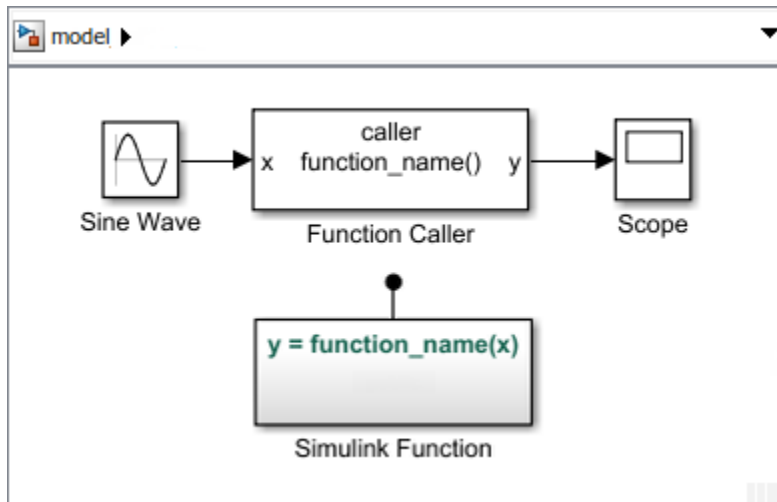 model
caller
x function_name() y
Sine Wave
Function Caller
Scope
y = function_name(x)
Simulink Function